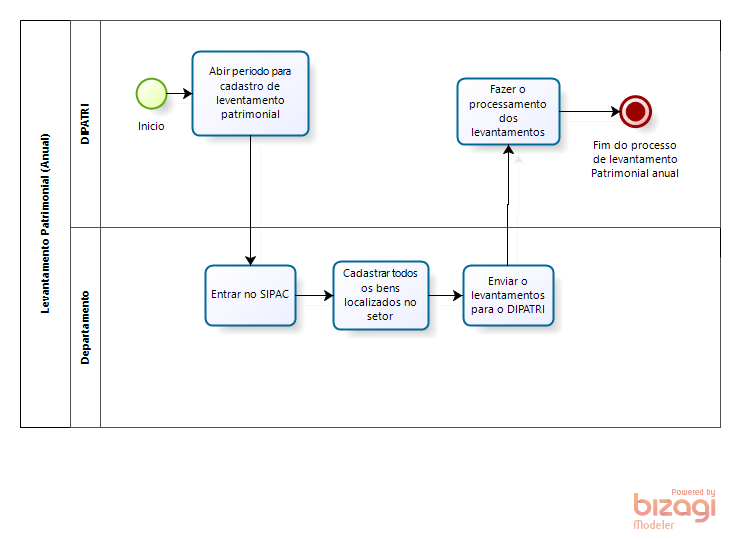 Levantamento Patrimonial (Anual)
DIPATRI
Inicio
Abir periodo para
cadastro de
leventamento
patrimonial
Fazer o
processamento
dos
levantamentos
Fim do processo
de levantamento
Patrimonial anual
Departamento
Entrar no SIPAC
Cadastrar todos
os bens
localizados no
setor
Enviar o
levantamentos
para o DIPATRI
Powered by
bizagi
Modeler